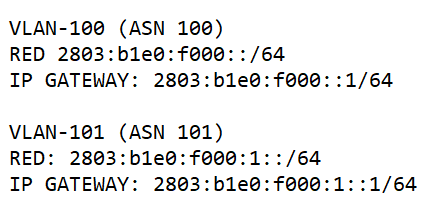 VLAN-100 (ASN 100)
RED 2803:b1e0:f000::/64
IP GATEWAY: 2803:b1e0:f000::1/64
VLAN-101 (ASN 101)
RED: 2803:b1e0:f000:1::/64
IP GATEWAY: 2803:b1e0:f000:1::1/64